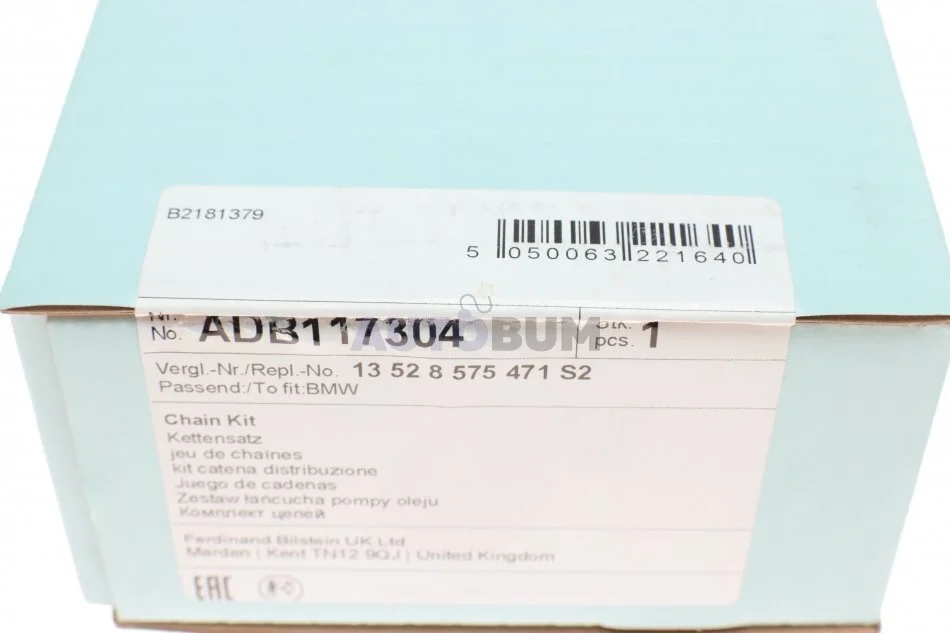 B2181379
5 050063 221640
Nr.
No. ADB117304
Stk.
pcs. 1
AUTOBUM
Vergl.-Nr./Repl.-No. 13 52 8 575 471 S2
Passend:/To fit:BMW
Chain Kit
Kettensatz
jeu de chaînes
kit catena distribuzione
Juego de cadenas
Zestaw łańcucha pompy oleju
Комплект цепей
Ferdinand Bilstein UK Ltd
Marden | Kent TN12 9QJ | United Kingdom
EAC